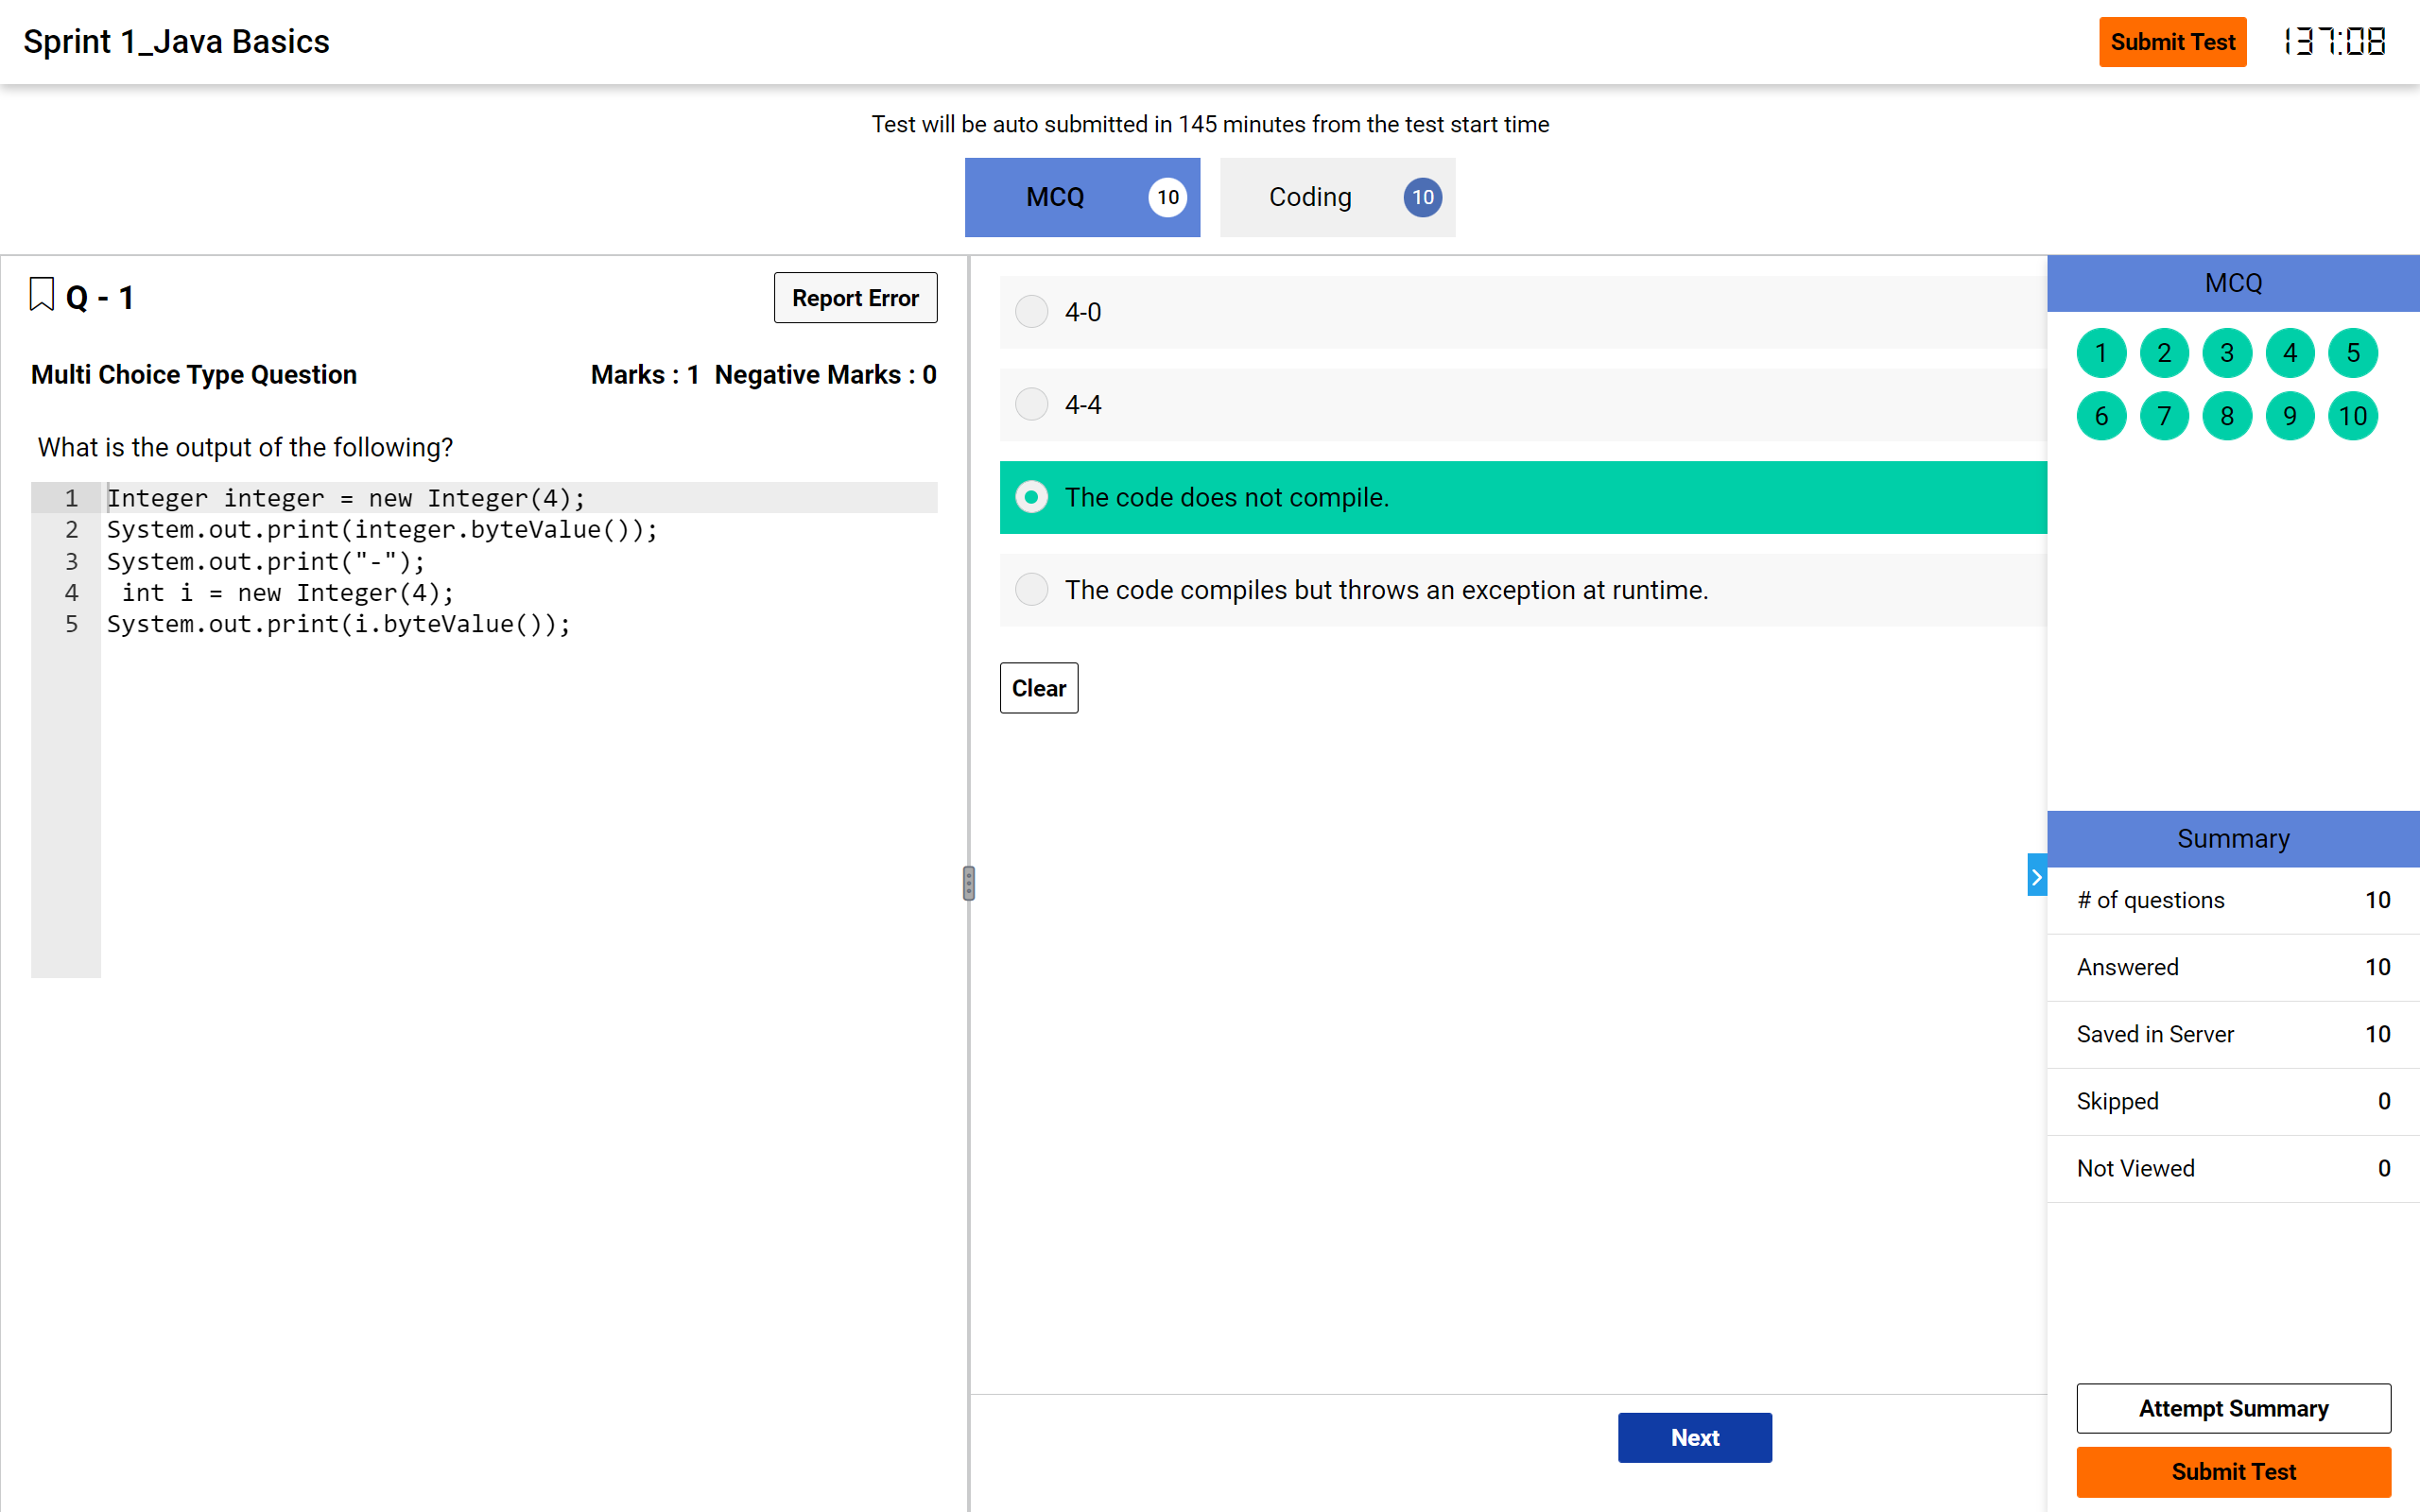 Sprint 1_Java Basics
Submit Test
137:08
Test will be auto submitted in 145 minutes from the test start time
MCQ 10
Coding 10
Q - 1
Report Error
Multi Choice Type Question
Marks : 1 Negative Marks : 0
What is the output of the following?
1 Integer integer = new Integer(4);
2 System.out.print(integer.byteValue());
3 System.out.print("-");
4 int i = new Integer(4);
5 System.out.print(i.byteValue());
4-0
4-4
The code does not compile.
The code compiles but throws an exception at runtime.
Clear
Next
MCQ
1 2 3 4 5
6 7 8 9 10
Summary
# of questions 10
Answered 10
Saved in Server 10
Skipped 0
Not Viewed 0
Attempt Summary
Submit Test